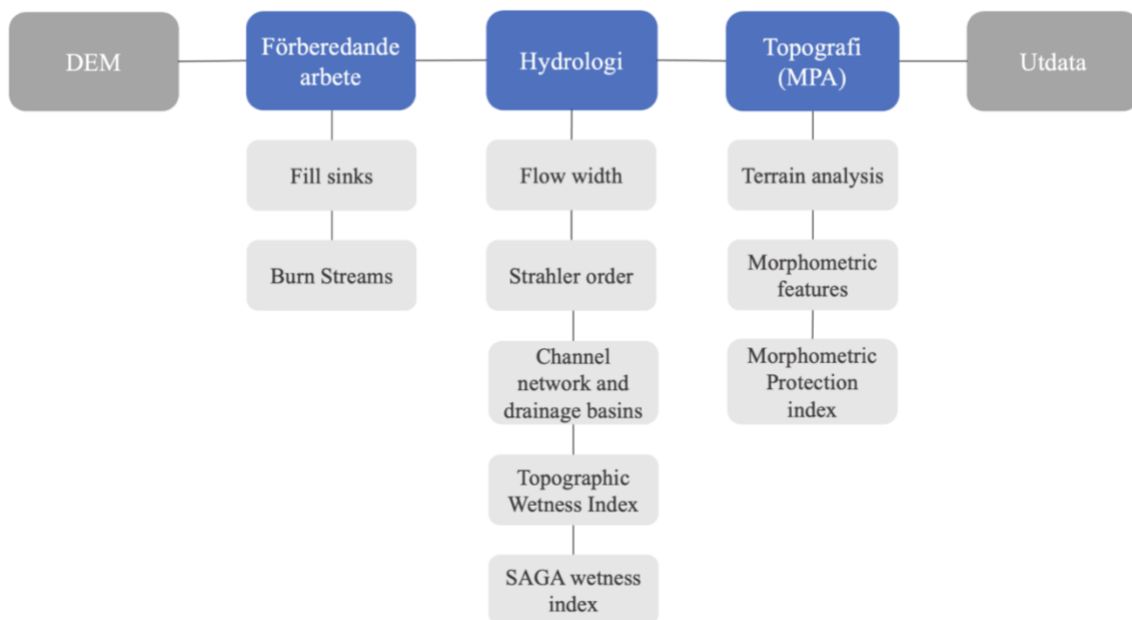 DEM
Förberedande
arbete
Hydrologi
Topografi
(MPA)
Utdata
Fill sinks
Burn Streams
Flow width
Strahler order
Channel
network and
drainage basins
Topographic
Wetness Index
SAGA wetness
index
Terrain analysis
Morphometric
features
Morphometric
Protection
index